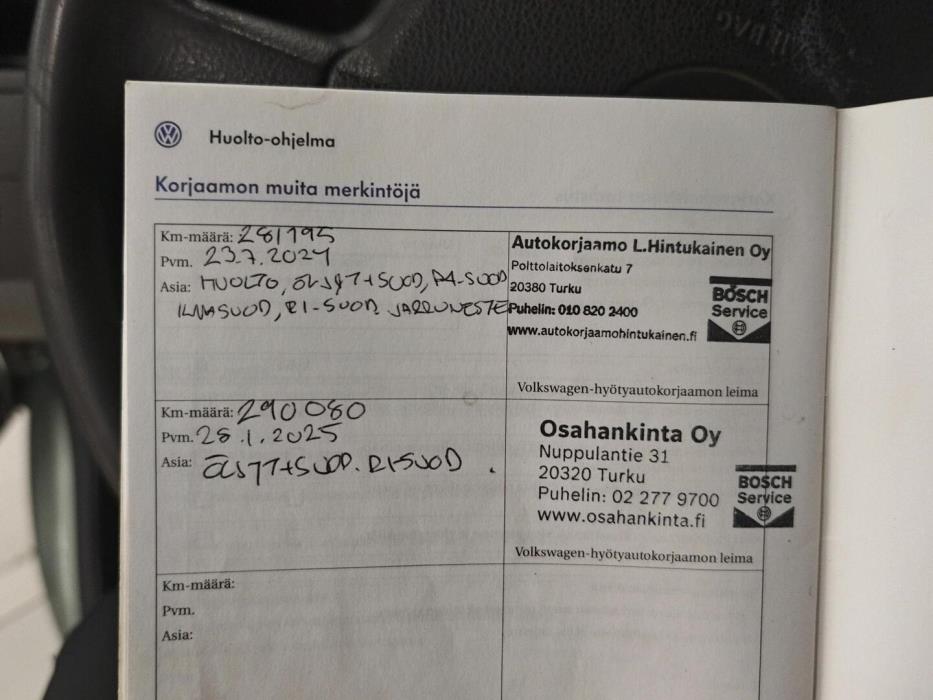 Huolto-ohjelma
Korjaamon muita merkintöjä
Km-määrä: 281195
Pvm. 23.7.2024
Asia: HUOLTO, ÖLJYT+SUOD, PA-SUOD
ILMASUOD, RI-SUOD JARRUNESTE
Autokorjaamo L.Hintukainen Oy
Polttolaitoksenkatu 7
20380 Turku
Puhelin: 010 820 2400
www.autokorjaamohintukainen.fi
BOSCH
Service
Volkswagen-hyötyautokorjaamon leima
Km-määrä: 290080
Pvm. 28.1.2025
Asia: ÖLJYT+SUOD. RI-SUOD.
Osahankinta Oy
Nuppulantie 31
20320 Turku
Puhelin: 02 277 9700
www.osahankinta.fi
BOSCH
Service
Volkswagen-hyötyautokorjaamon leima
Km-määrä:
Pvm.
Asia: